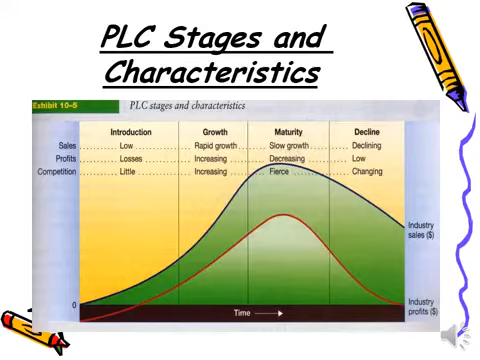 PLC Stages and
Characteristics
Exhibit 10-5 PLC stages and characteristics
Introduction Growth Maturity Decline
Sales Low Rapid growth Slow growth Declining
Profits Losses Increasing Decreasing Low
Competition Little Increasing Fierce Changing
Industry
sales ($)
0
Industry
profits ($)
Time